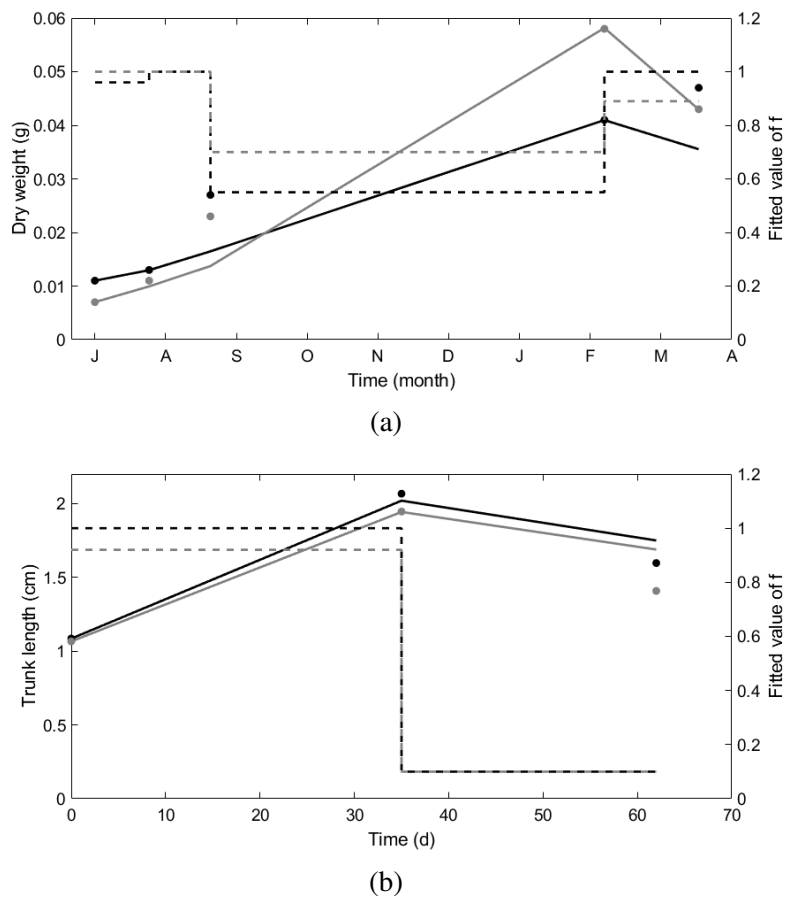 0.06
0.05
0.04
0.03
0.02
0.01
0
Dry weight (g)
1.2
1
0.8
0.6
0.4
0.2
0
Fitted value of f
J A S O N D J F M A
Time (month)
(a)
2
1.5
1
0.5
0
Trunk length (cm)
1.2
1
0.8
0.6
0.4
0.2
0
Fitted value of f
0 10 20 30 40 50 60 70
Time (d)
(b)